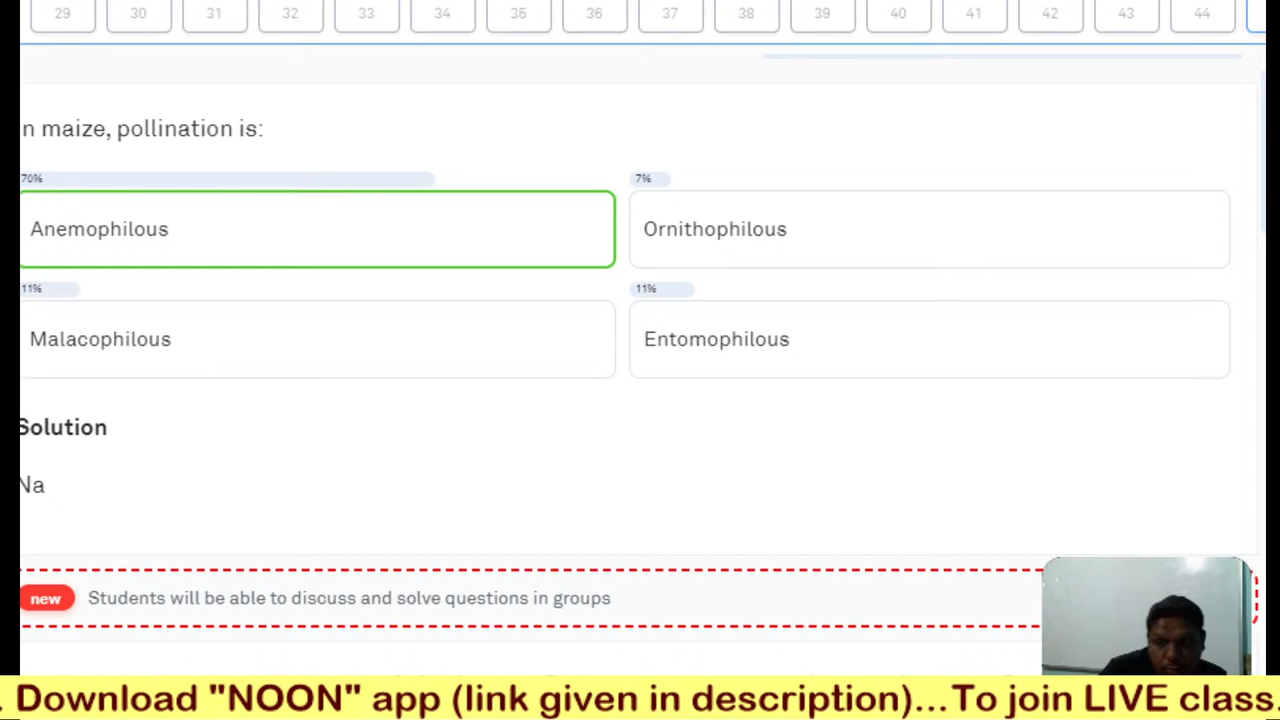 29 30 31 32 33 34 35 36 37 38 39 40 41 42 43 44
n maize, pollination is:
70% 7%
Anemophilous Ornithophilous
11% 11%
Malacophilous Entomophilous
Solution
Na
new Students will be able to discuss and solve questions in groups
. Download "NOON" app (link given in description)...To join LIVE class.